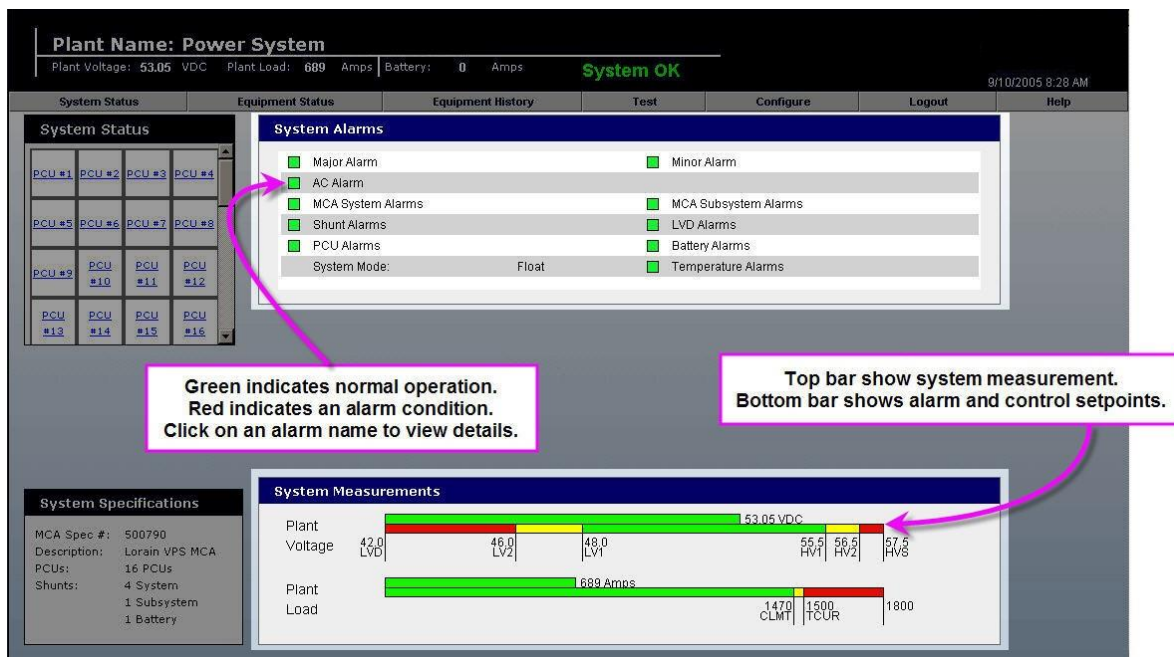 Plant Name: Power System
Plant Voltage: 53.05 VDC Plant Load: 689 Amps Battery: 0 Amps
System OK
9/10/2005 8:28 AM
System Status Equipment Status Equipment History Test Configure Logout Help
System Status
PCU #1 PCU #2 PCU #3 PCU #4
PCU #5 PCU #6 PCU #7 PCU #8
PCU #9 PCU #10 PCU #11 PCU #12
PCU #13 PCU #14 PCU #15 PCU #16
System Alarms
Major Alarm Minor Alarm
AC Alarm
MCA System Alarms MCA Subsystem Alarms
Shunt Alarms LVD Alarms
PCU Alarms Battery Alarms
System Mode: Float Temperature Alarms
Green indicates normal operation.
Red indicates an alarm condition.
Click on an alarm name to view details.
Top bar show system measurement.
Bottom bar shows alarm and control setpoints.
System Specifications
MCA Spec #: 500790
Description: Lorain VPS MCA
PCUs: 16 PCUs
Shunts: 4 System
1 Subsystem
1 Battery
System Measurements
Plant Voltage
53.05 VDC
42.0 46.0 48.0 55.5 56.5 57.5
LVD LV2 LV1 HV1 HV2 HVS
Plant Load
689 Amps
1470 1500 1800
CLMT TCUR